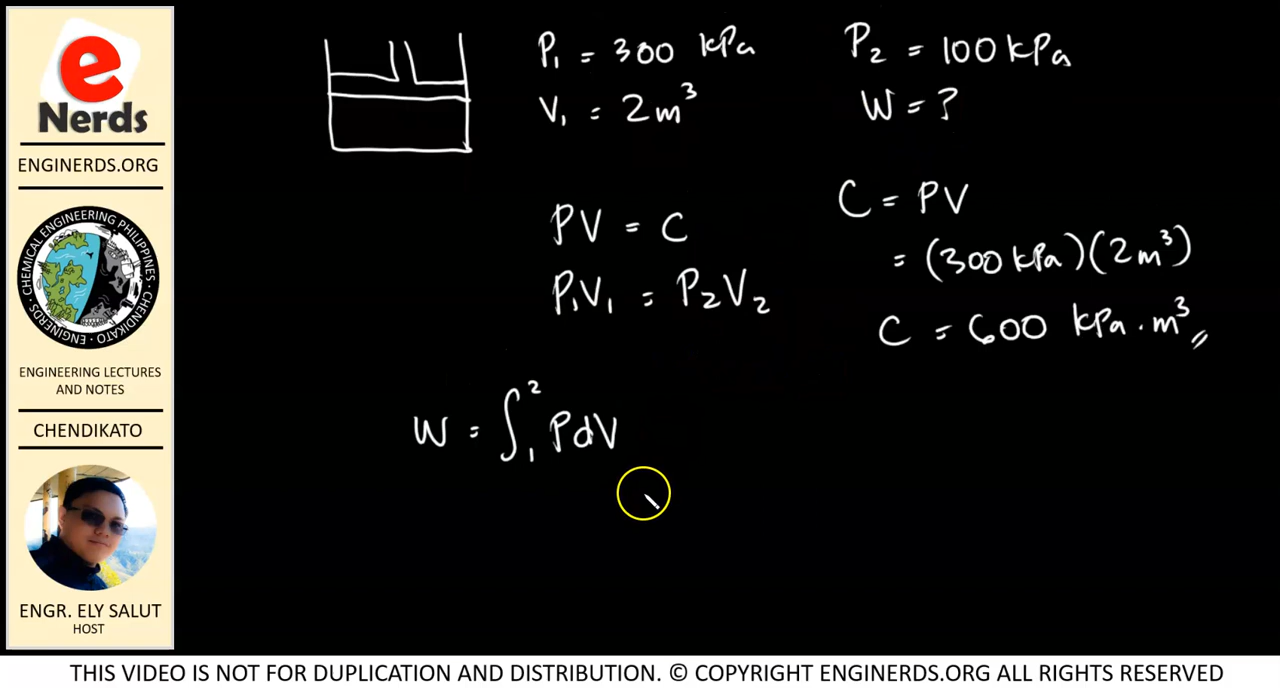 e
Nerds
ENGINERDS.ORG
CHEMICAL ENGINEERING PHILIPPINES
· CHENDIKATO · ENGINERDS ·
ENGINEERING LECTURES
AND NOTES
CHENDIKATO
ENGR. ELY SALUT
HOST
P₁ = 300 kPa
V₁ = 2m³
P₂ = 100 kPa
W = ?
PV = C
P₁V₁ = P₂V₂
C = PV
= (300 kPa)(2m³)
C = 600 kPa·m³
W = ∫₁² PdV
THIS VIDEO IS NOT FOR DUPLICATION AND DISTRIBUTION. © COPYRIGHT ENGINERDS.ORG ALL RIGHTS RESERVED